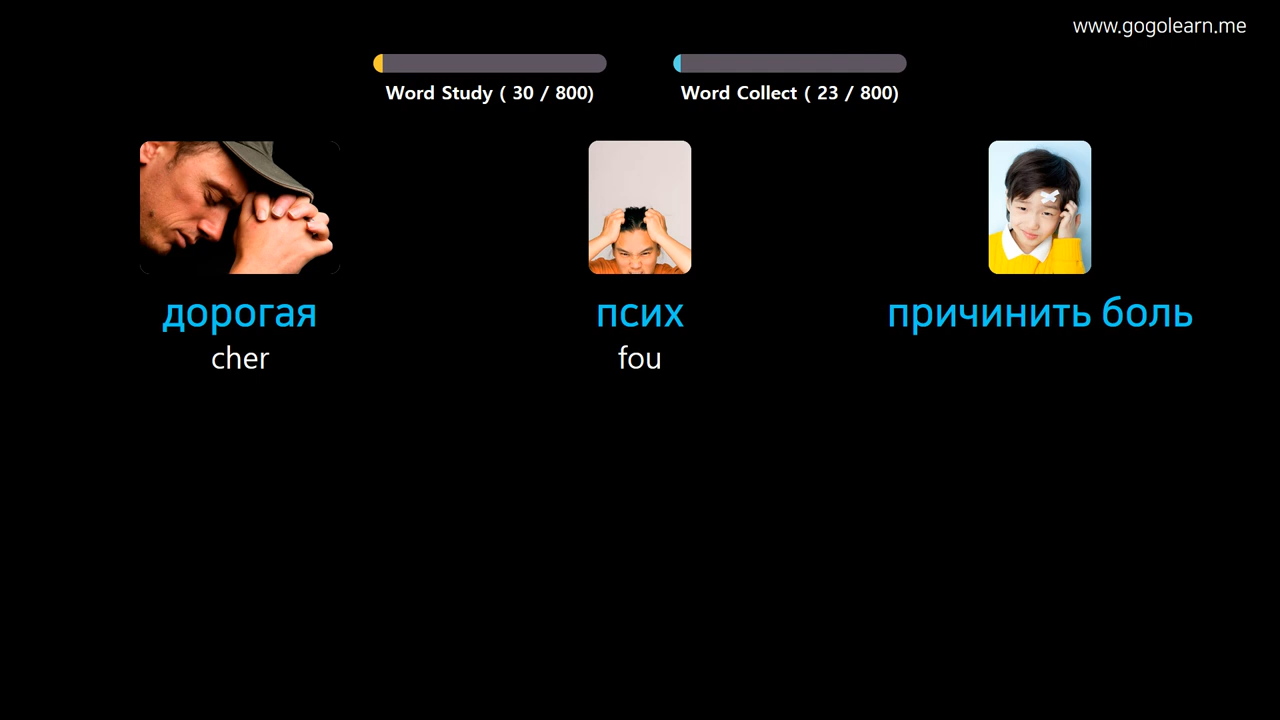 www.gogolearn.me
Word Study ( 30 / 800)
Word Collect ( 23 / 800)
дорогая
cher
псих
fou
причинить боль